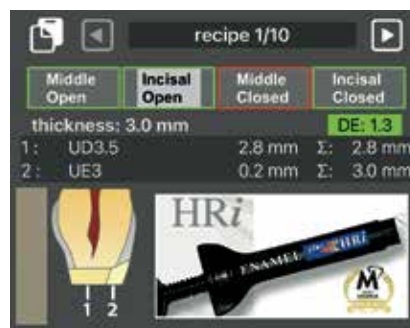 recipe 1/10
Middle Open
Incisal Open
Middle Closed
Incisal Closed
thickness: 3.0 mm
DE: 1.3
1: UD3.5 2.8 mm Σ: 2.8 mm
2: UE3 0.2 mm Σ: 3.0 mm
HRi
ENAMEL HRi
M
1 2